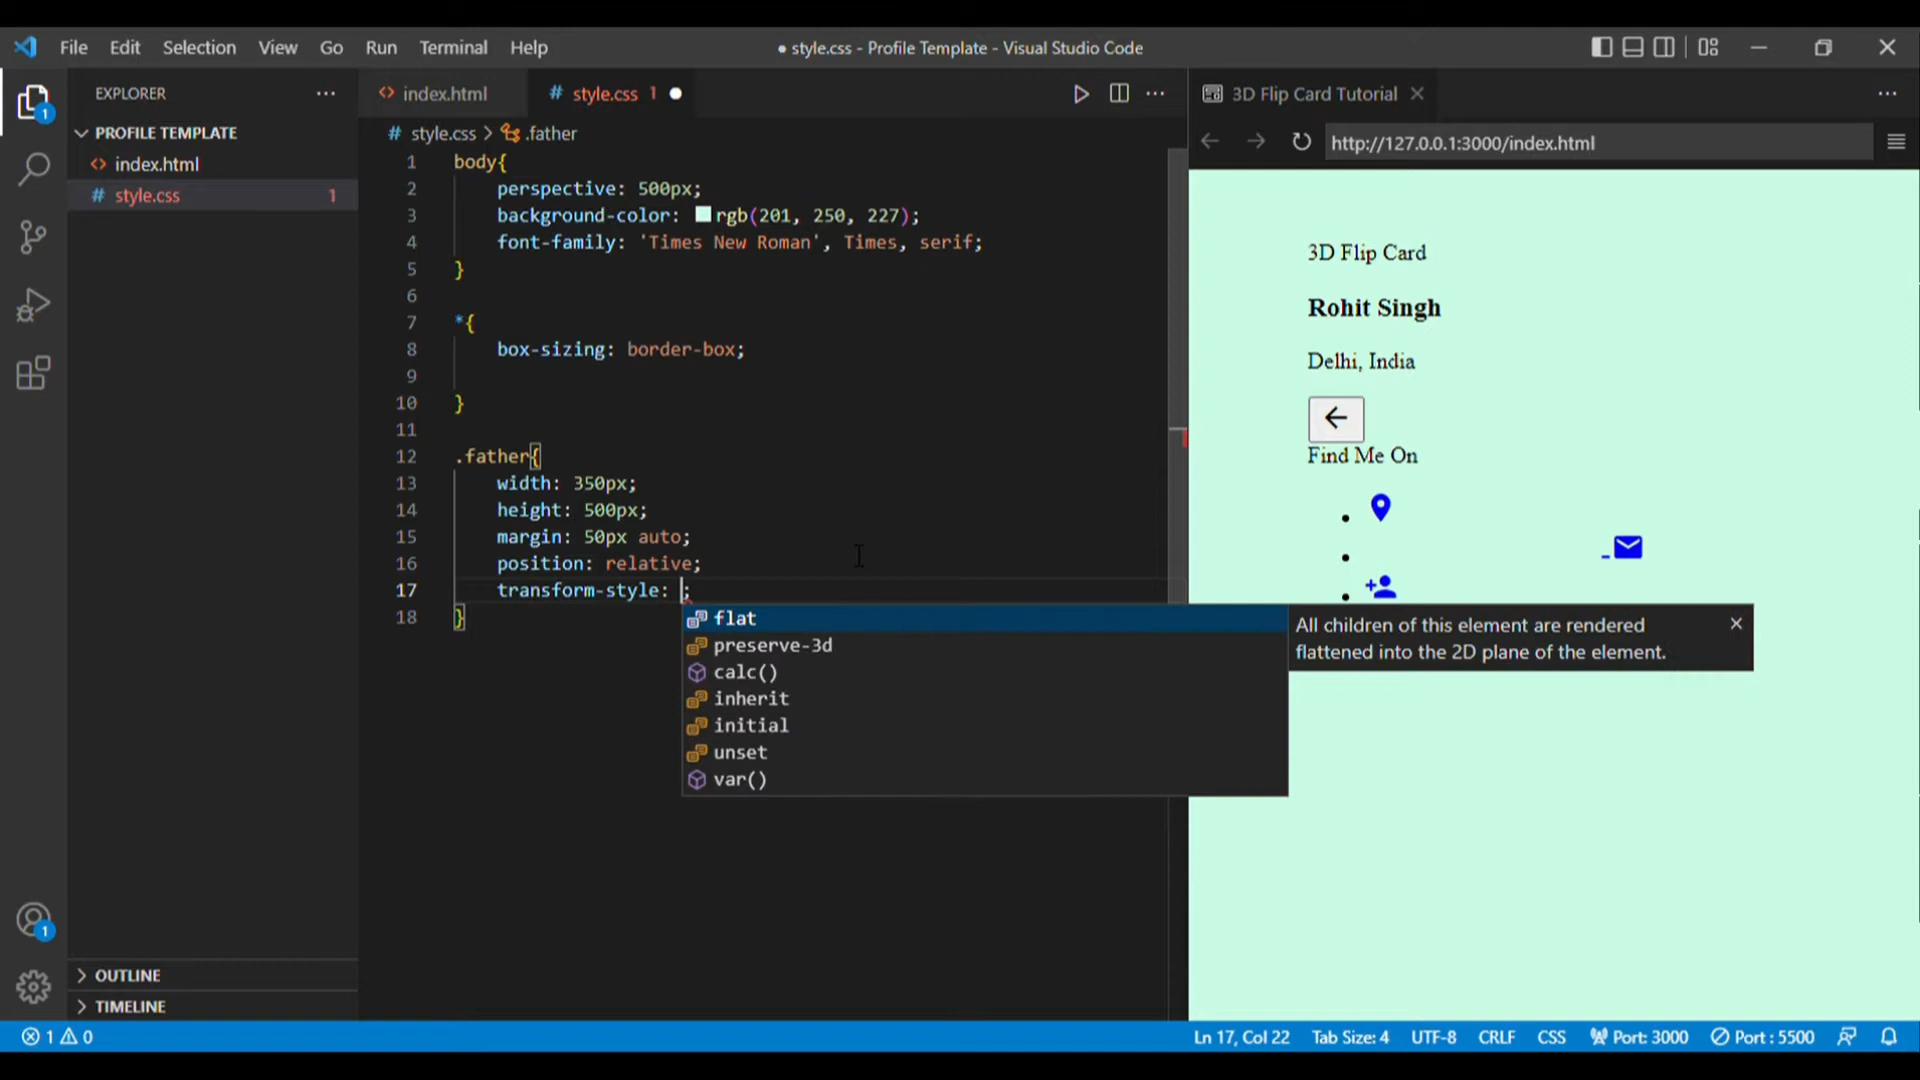 File Edit Selection View Go Run Terminal Help
● style.css - Profile Template - Visual Studio Code
EXPLORER
PROFILE TEMPLATE
index.html
style.css 1
1
index.html
style.css 1
style.css > .father
1 body{
2 perspective: 500px;
3 background-color: rgb(201, 250, 227);
4 font-family: 'Times New Roman', Times, serif;
5 }
6
7 *{
8 box-sizing: border-box;
9
10 }
11
12 .father{
13 width: 350px;
14 height: 500px;
15 margin: 50px auto;
16 position: relative;
17 transform-style: ;
18 }
flat
preserve-3d
calc()
inherit
initial
unset
var()
All children of this element are rendered
flattened into the 2D plane of the element.
3D Flip Card Tutorial
http://127.0.0.1:3000/index.html
3D Flip Card
Rohit Singh
Delhi, India
Find Me On
1
OUTLINE
TIMELINE
1 0
Ln 17, Col 22 Tab Size: 4 UTF-8 CRLF CSS Port: 3000 Port : 5500